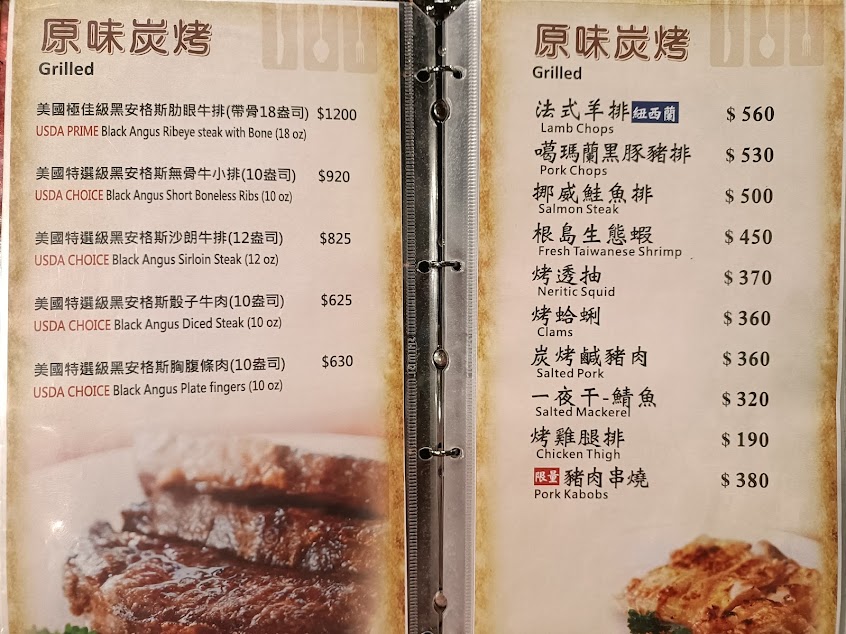 原味炭烤
Grilled
美國極佳級黑安格斯肋眼牛排(帶骨18盎司) $1200
USDA PRIME Black Angus Ribeye steak with Bone (18 oz)
美國特選級黑安格斯無骨牛小排(10盎司) $920
USDA CHOICE Black Angus Short Boneless Ribs (10 oz)
美國特選級黑安格斯沙朗牛排(12盎司) $825
USDA CHOICE Black Angus Sirloin Steak (12 oz)
美國特選級黑安格斯骰子牛肉(10盎司) $625
USDA CHOICE Black Angus Diced Steak (10 oz)
美國特選級黑安格斯胸腹條肉(10盎司) $630
USDA CHOICE Black Angus Plate fingers (10 oz)
原味炭烤
Grilled
法式羊排 紐西蘭 $ 560
Lamb Chops
噶瑪蘭黑豚豬排 $ 530
Pork Chops
挪威鮭魚排 $ 500
Salmon Steak
根島生態蝦 $ 450
Fresh Taiwanese Shrimp
烤透抽 $ 370
Neritic Squid
烤蛤蜊 $ 360
Clams
炭烤鹹豬肉 $ 360
Salted Pork
一夜干-鯖魚 $ 320
Salted Mackerel
烤雞腿排 $ 190
Chicken Thigh
限量 豬肉串燒 $ 380
Pork Kabobs